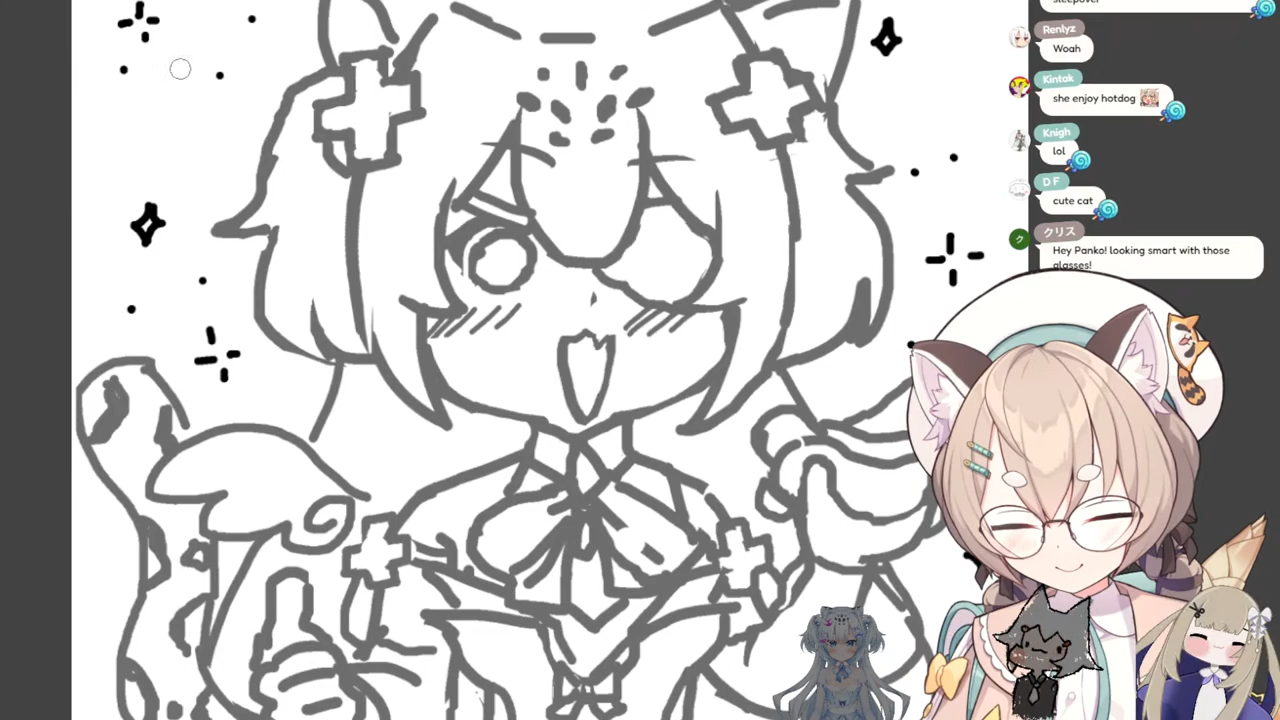 sleepover
Renlyz
Woah
Kintak
she enjoy hotdog
Knigh
lol
D F
cute cat
クリス
ク
Hey Panko! looking smart with those
glasses!